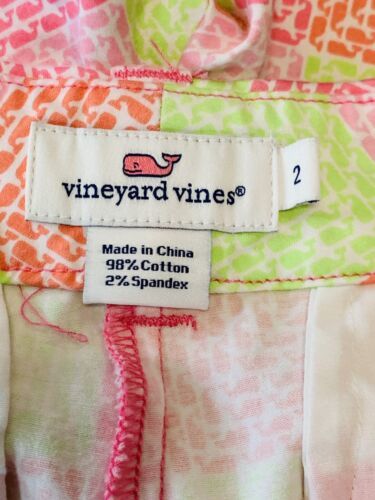 vineyard vines®
2
Made in China
98% Cotton
2% Spandex